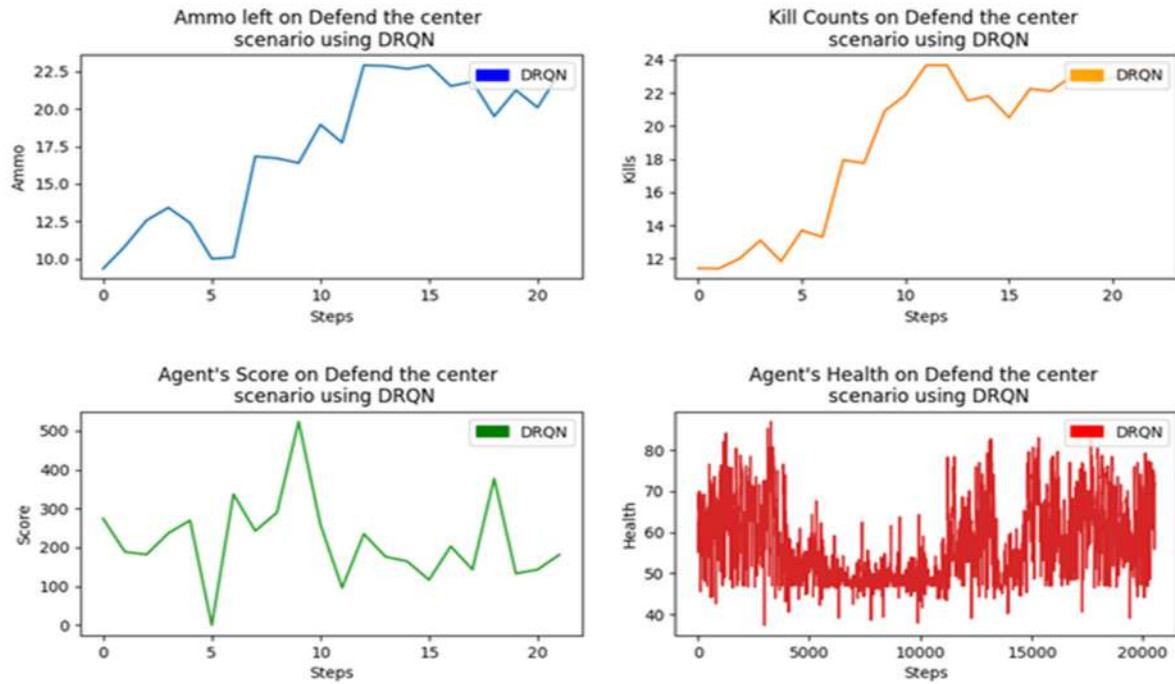 Ammo left on Defend the center
scenario using DRQN
22.5
20.0
17.5
15.0
12.5
10.0
Ammo
DRQN
0 5 10 15 20
Steps
Kill Counts on Defend the center
scenario using DRQN
24
22
20
18
16
14
12
Kills
DRQN
0 5 10 15 20
Steps
Agent's Score on Defend the center
scenario using DRQN
500
400
300
200
100
0
Score
DRQN
0 5 10 15 20
Steps
Agent's Health on Defend the center
scenario using DRQN
80
70
60
50
40
Health
DRQN
0 5000 10000 15000 20000
Steps